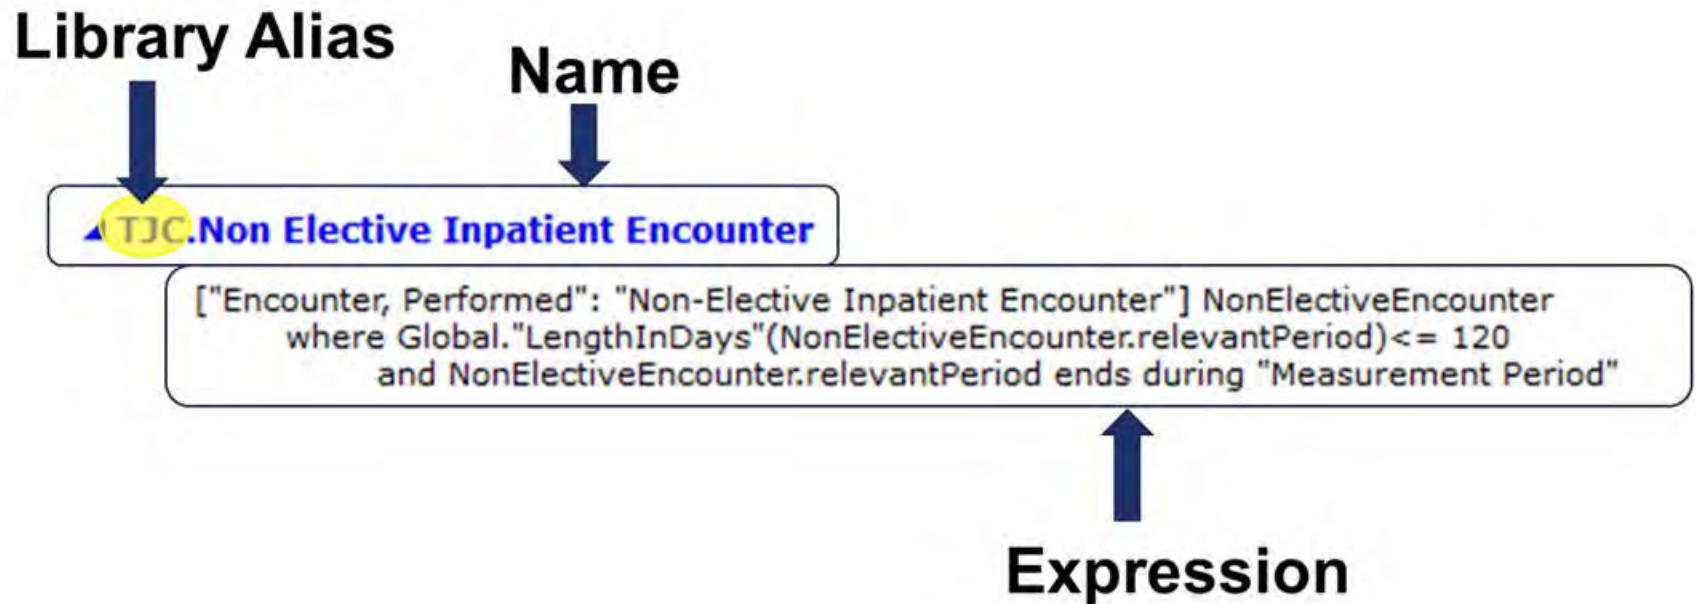 Library Alias
Name
TJC.Non Elective Inpatient Encounter
["Encounter, Performed": "Non-Elective Inpatient Encounter"] NonElectiveEncounter
where Global."LengthInDays"(NonElectiveEncounter.relevantPeriod)<= 120
and NonElectiveEncounter.relevantPeriod ends during "Measurement Period"
Expression